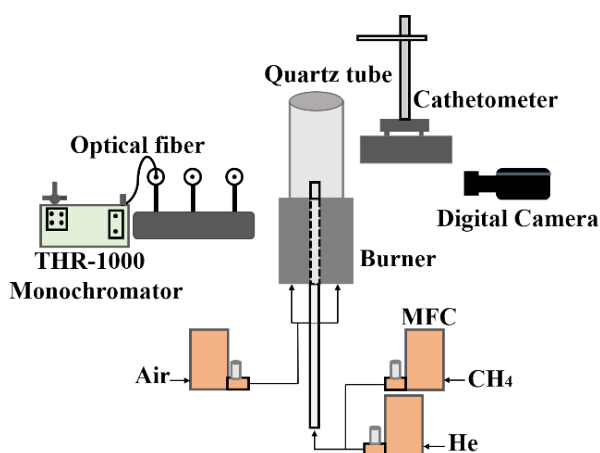 Quartz tube
Cathetometer
Optical fiber
Digital Camera
THR-1000
Monochromator
Burner
MFC
Air
CH4
He